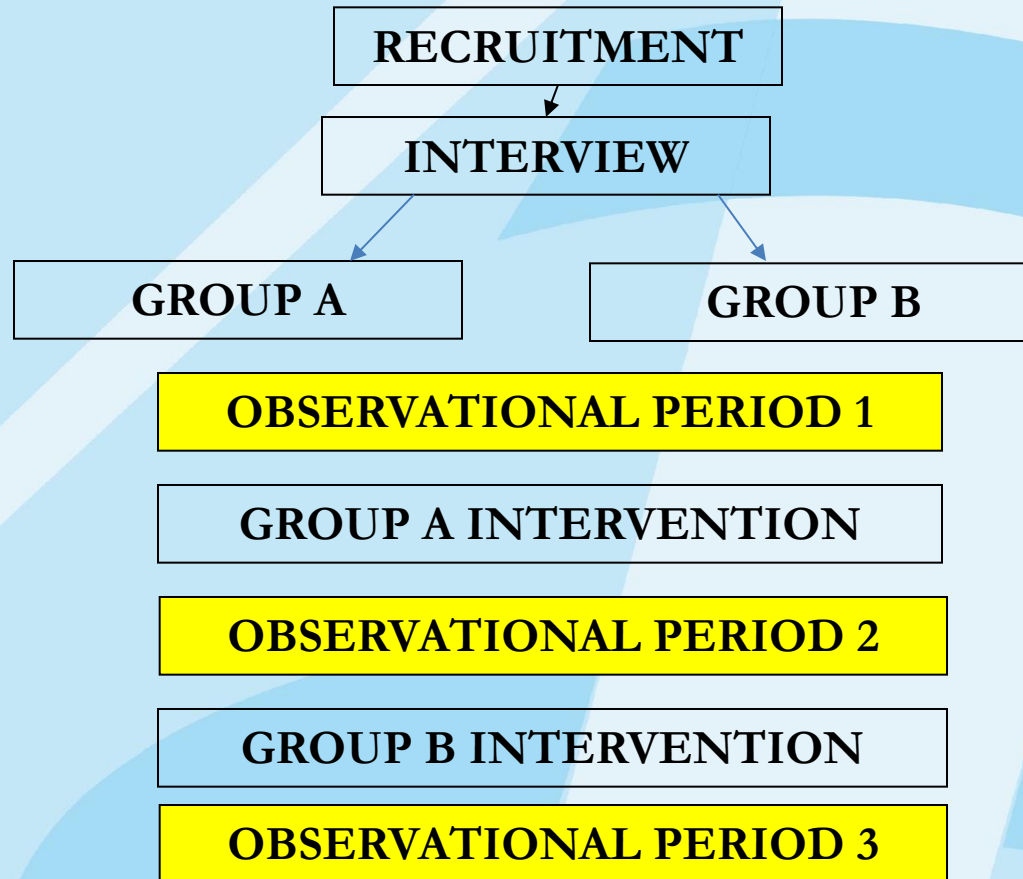 RECRUITMENT
INTERVIEW
GROUP A
GROUP B
OBSERVATIONAL PERIOD 1
GROUP A INTERVENTION
OBSERVATIONAL PERIOD 2
GROUP B INTERVENTION
OBSERVATIONAL PERIOD 3